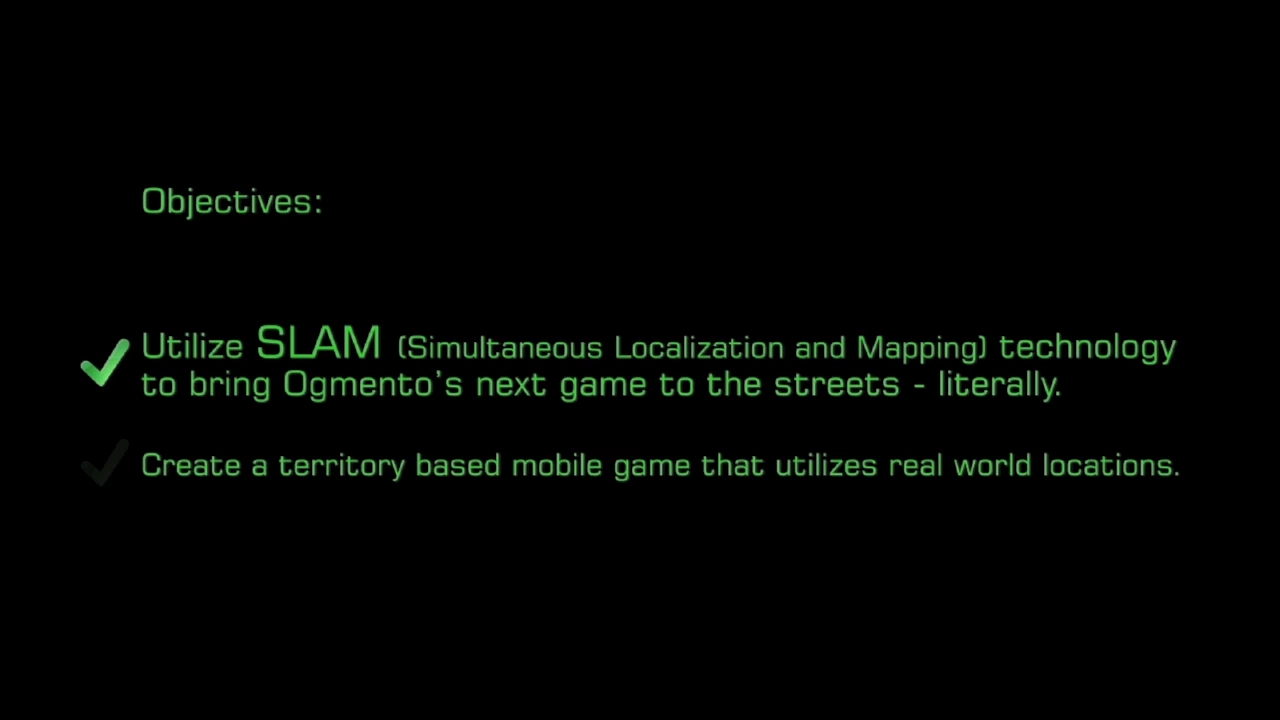 Objectives:
Utilize SLAM (Simultaneous Localization and Mapping) technology
to bring Ogmento's next game to the streets - literally.
Create a territory based mobile game that utilizes real world locations.